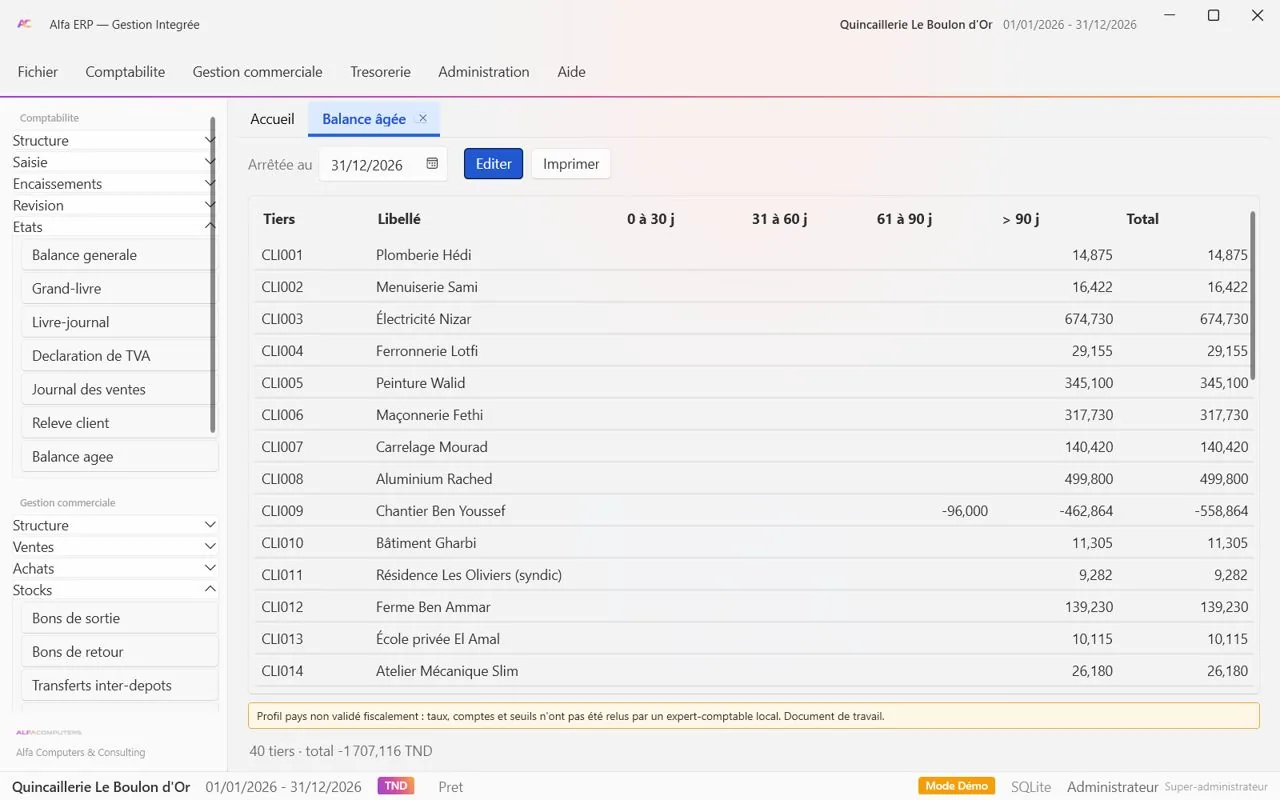 AC Alfa ERP — Gestion Integrée
Quincaillerie Le Boulon d'Or 01/01/2026 - 31/12/2026
Fichier Comptabilite Gestion commerciale Tresorerie Administration Aide
Comptabilite
Structure
Saisie
Encaissements
Revision
Etats
Balance generale
Grand-livre
Livre-journal
Declaration de TVA
Journal des ventes
Releve client
Balance agee
Gestion commerciale
Structure
Ventes
Achats
Stocks
Bons de sortie
Bons de retour
Transferts inter-depots
ALFACOMPUTERS
Alfa Computers & Consulting
Accueil Balance âgée
Arrêtée au 31/12/2026 Editer Imprimer
Tiers Libellé 0 à 30 j 31 à 60 j 61 à 90 j > 90 j Total
CLI001 Plomberie Hédi 14,875 14,875
CLI002 Menuiserie Sami 16,422 16,422
CLI003 Électricité Nizar 674,730 674,730
CLI004 Ferronnerie Lotfi 29,155 29,155
CLI005 Peinture Walid 345,100 345,100
CLI006 Maçonnerie Fethi 317,730 317,730
CLI007 Carrelage Mourad 140,420 140,420
CLI008 Aluminium Rached 499,800 499,800
CLI009 Chantier Ben Youssef -96,000 -462,864 -558,864
CLI010 Bâtiment Gharbi 11,305 11,305
CLI011 Résidence Les Oliviers (syndic) 9,282 9,282
CLI012 Ferme Ben Ammar 139,230 139,230
CLI013 École privée El Amal 10,115 10,115
CLI014 Atelier Mécanique Slim 26,180 26,180
Profil pays non validé fiscalement : taux, comptes et seuils n'ont pas été relus par un expert-comptable local. Document de travail.
40 tiers · total -1 707,116 TND
Quincaillerie Le Boulon d'Or 01/01/2026 - 31/12/2026 TND Pret Mode Démo SQLite Administrateur Super-administrateur